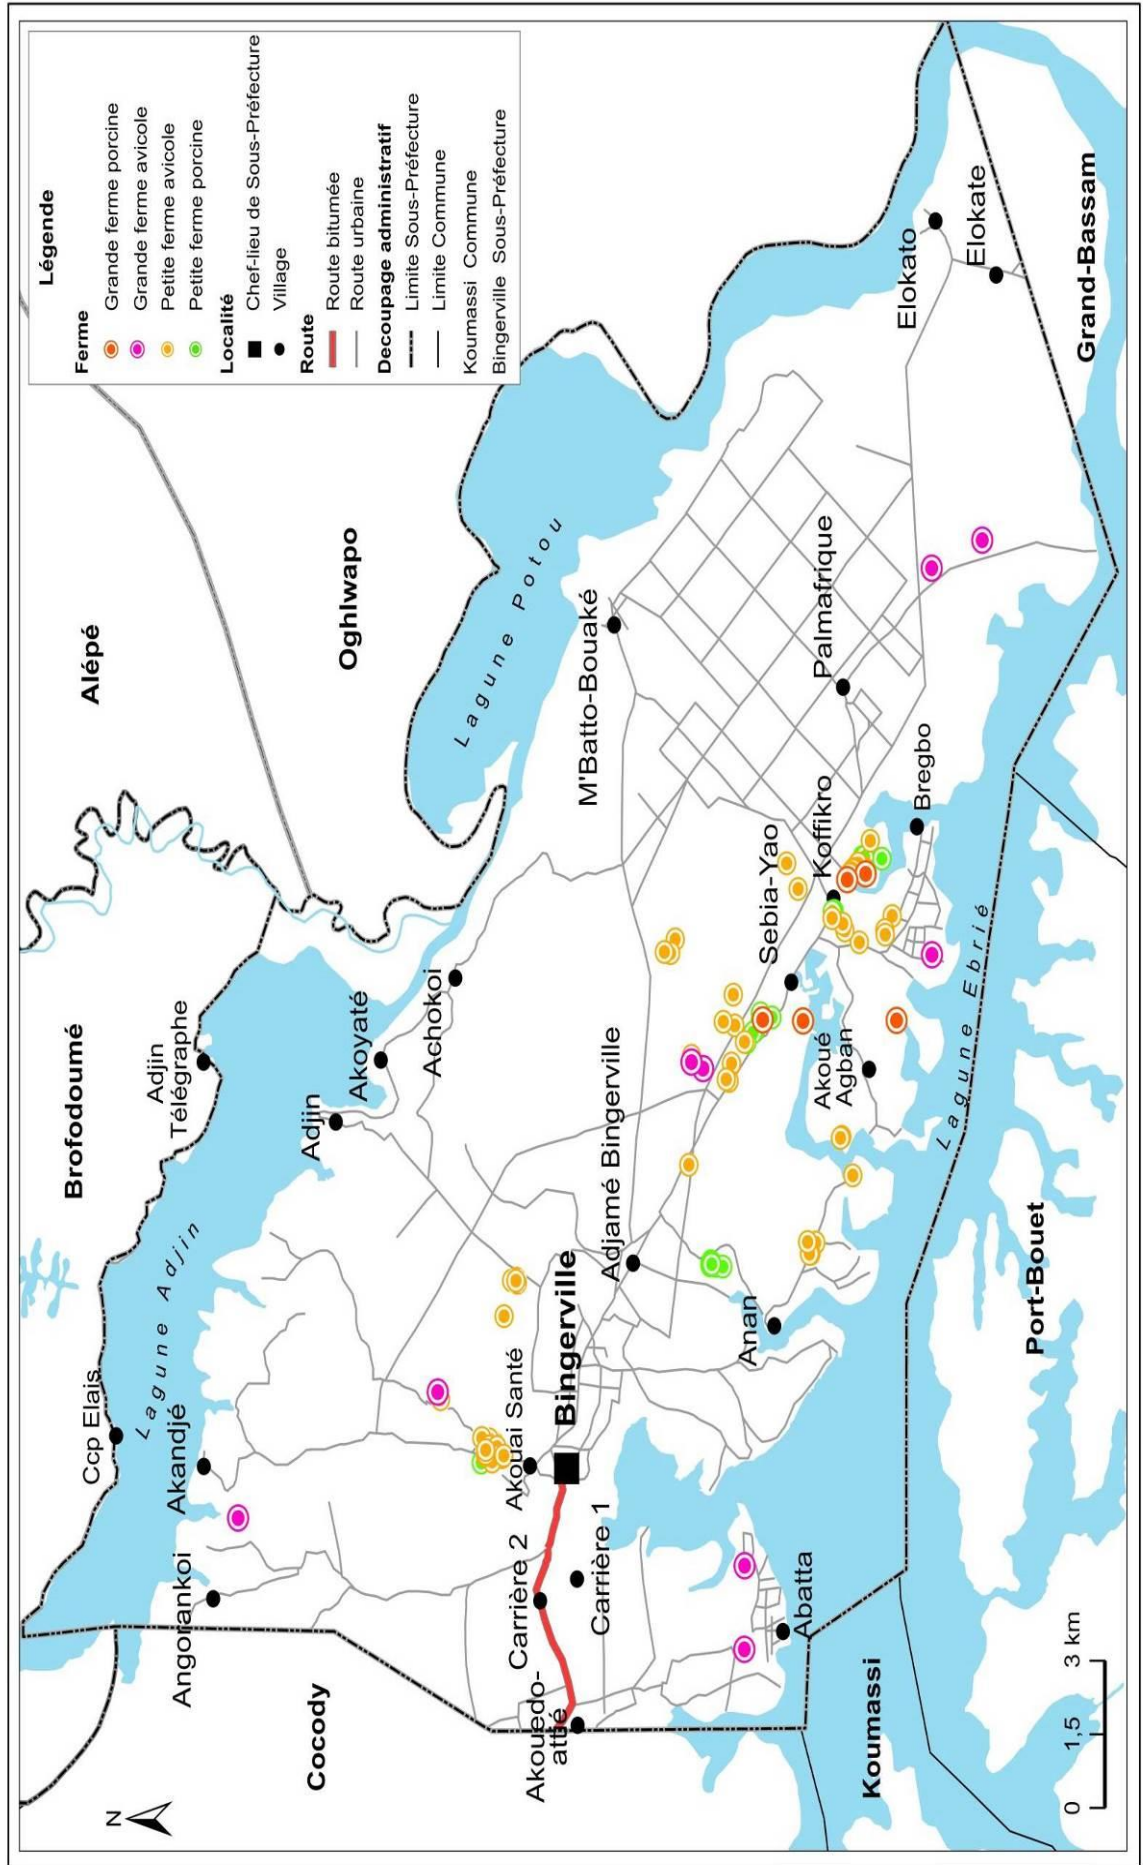 Légende
Ferme
Grande ferme porcine
Grande ferme avicole
Petite ferme avicole
Petite ferme porcine
Localité
Chef-lieu de Sous-Préfecture
Village
Route
Route bitumée
Route urbaine
Decoupage administratif
Limite Sous-Préfecture
Limite Commune
Koumassi Commune
Bingerville Sous-Préfecture
N
Brofodoumé
Alépé
Oghlwapo
Ccp Elais
Lagune Adjin
Adjin
Télégraphe
Angorankoi
Akandjé
Adjin
Akoyaté
Achokoi
Lagune Potou
Cocody
Akouedo-
attié
Carrière 2
Carrière 1
Akouai Santé
Bingerville
Adjamé Bingerville
M'Batto-Bouaké
Anan
Abatta
Akoué
Agban
Sebia-Yao
Koffikro
Palmafrique
Bregbo
Elokato
Elokate
Lagune Ebrié
Koumassi
Port-Bouet
Grand-Bassam
0 1,5 3 km